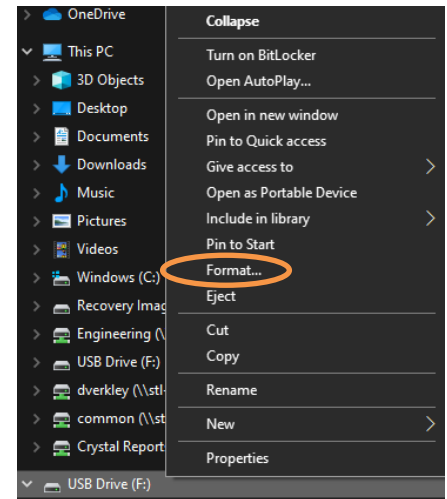 OneDrive
This PC
3D Objects
Desktop
Documents
Downloads
Music
Pictures
Videos
Windows (C:)
Recovery Imag
Engineering (\
USB Drive (F:)
dverkley (\\stl-
common (\\st
Crystal Report
USB Drive (F:)
Collapse
Turn on BitLocker
Open AutoPlay...
Open in new window
Pin to Quick access
Give access to
Open as Portable Device
Include in library
Pin to Start
Format...
Eject
Cut
Copy
Rename
New
Properties